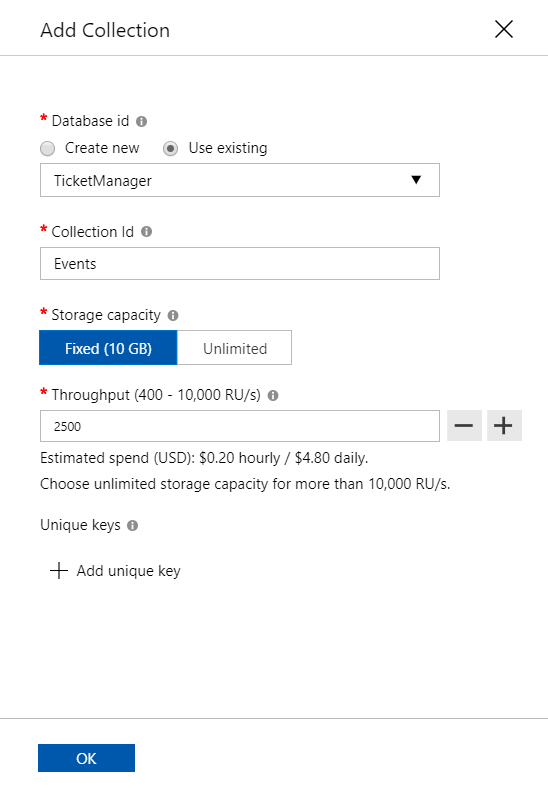 Add Collection
* Database id
Create new Use existing
TicketManager
* Collection Id
Events
* Storage capacity
Fixed (10 GB) Unlimited
* Throughput (400 - 10,000 RU/s)
2500
Estimated spend (USD): $0.20 hourly / $4.80 daily.
Choose unlimited storage capacity for more than 10,000 RU/s.
Unique keys
Add unique key
OK